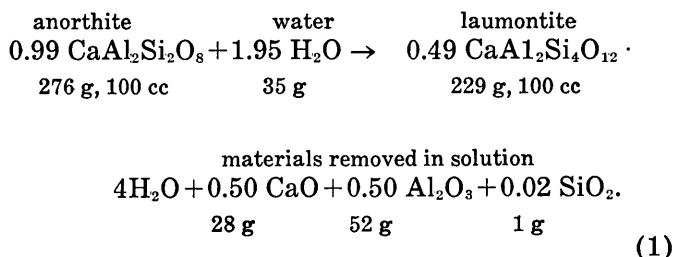 anorthite water laumontite
0.99 CaAl₂Si₂O₈+1.95 H₂O → 0.49 CaA1₂Si₄O₁₂ ·
276 g, 100 cc 35 g 229 g, 100 cc
materials removed in solution
4H₂O+0.50 CaO+0.50 Al₂O₃+0.02 SiO₂.
28 g 52 g 1 g
(1)